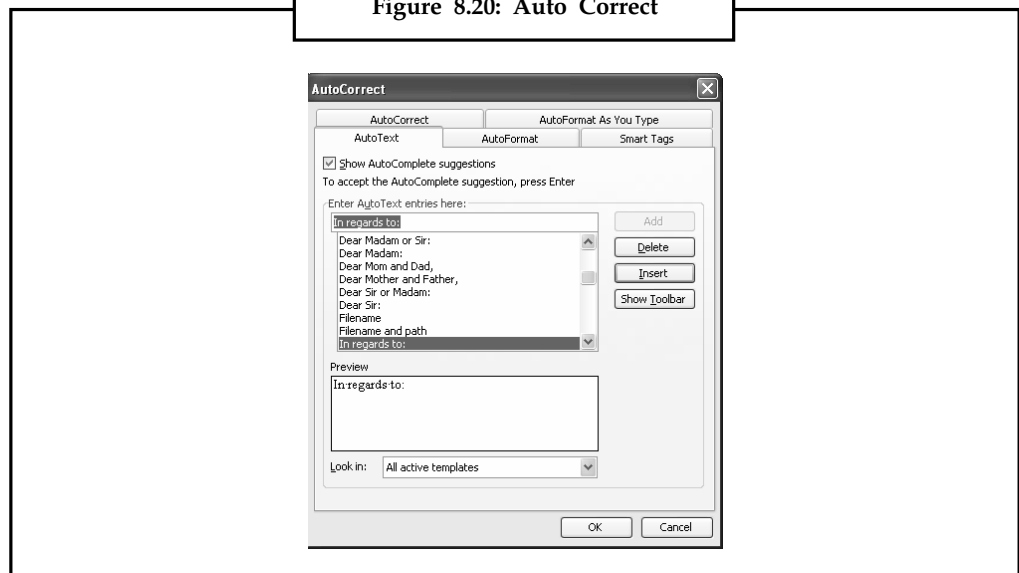 Figure 8.20: Auto Correct
AutoCorrect
AutoCorrect AutoFormat As You Type
AutoText AutoFormat Smart Tags
Show AutoComplete suggestions
To accept the AutoComplete suggestion, press Enter
Enter AutoText entries here:
In regards to: Add
Dear Madam or Sir:
Dear Madam: Delete
Dear Mom and Dad,
Dear Mother and Father, Insert
Dear Sir or Madam:
Dear Sir: Show Toolbar
Filename
Filename and path
In regards to:
Preview
In·regards·to:
Look in: All active templates
OK Cancel